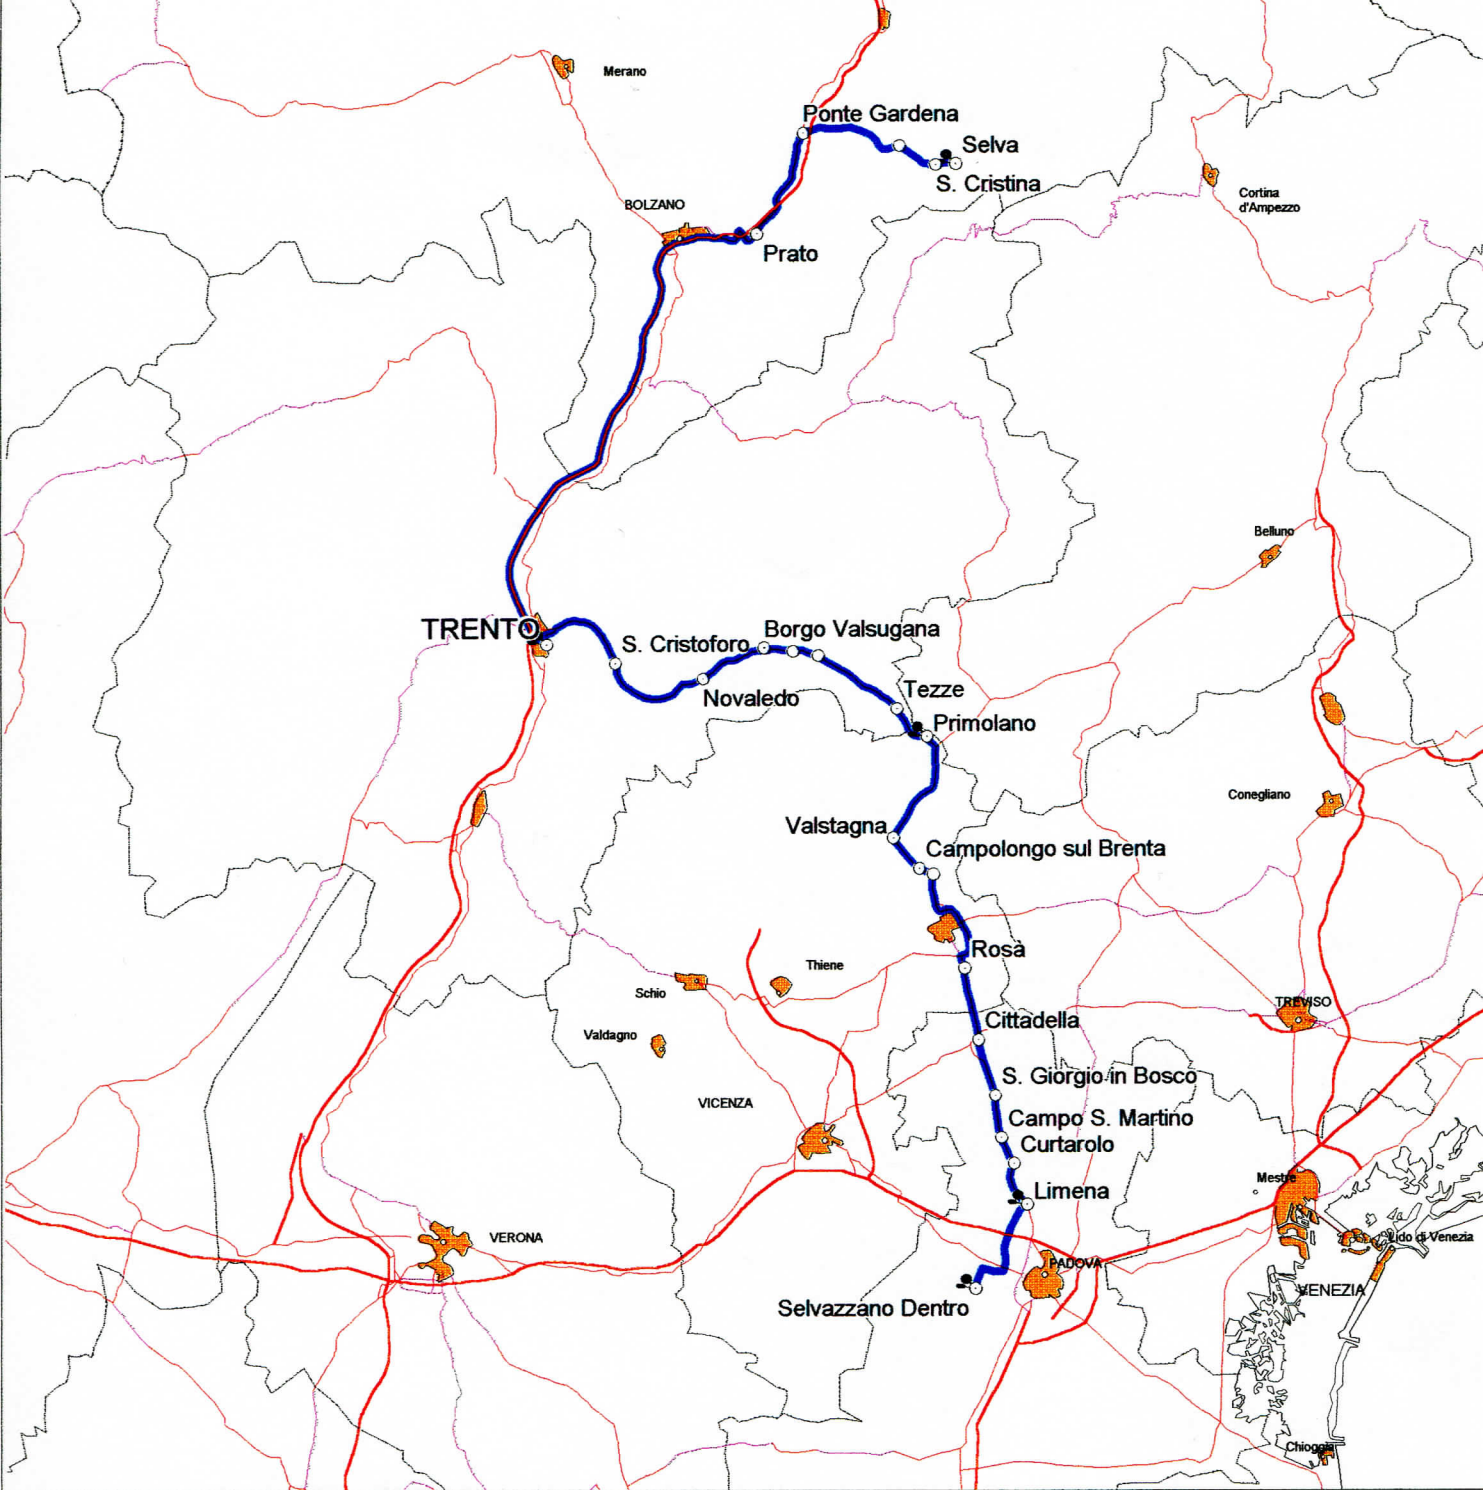 Merano
Ponte Gardena
Selva
S. Cristina
Cortina
d'Ampezzo
BOLZANO
Prato
Belluno
TRENTO
S. Cristoforo
Borgo Valsugana
Novaledo
Tezze
Primolano
Conegliano
Valstagna
Campolongo sul Brenta
Rosà
Thiene
Schio
TREVISO
Valdagno
Cittadella
S. Giorgio in Bosco
VICENZA
Campo S. Martino
Curtarolo
Mestre
Limena
VERONA
Lido di Venezia
PADOVA
VENEZIA
Selvazzano Dentro
Chioggia